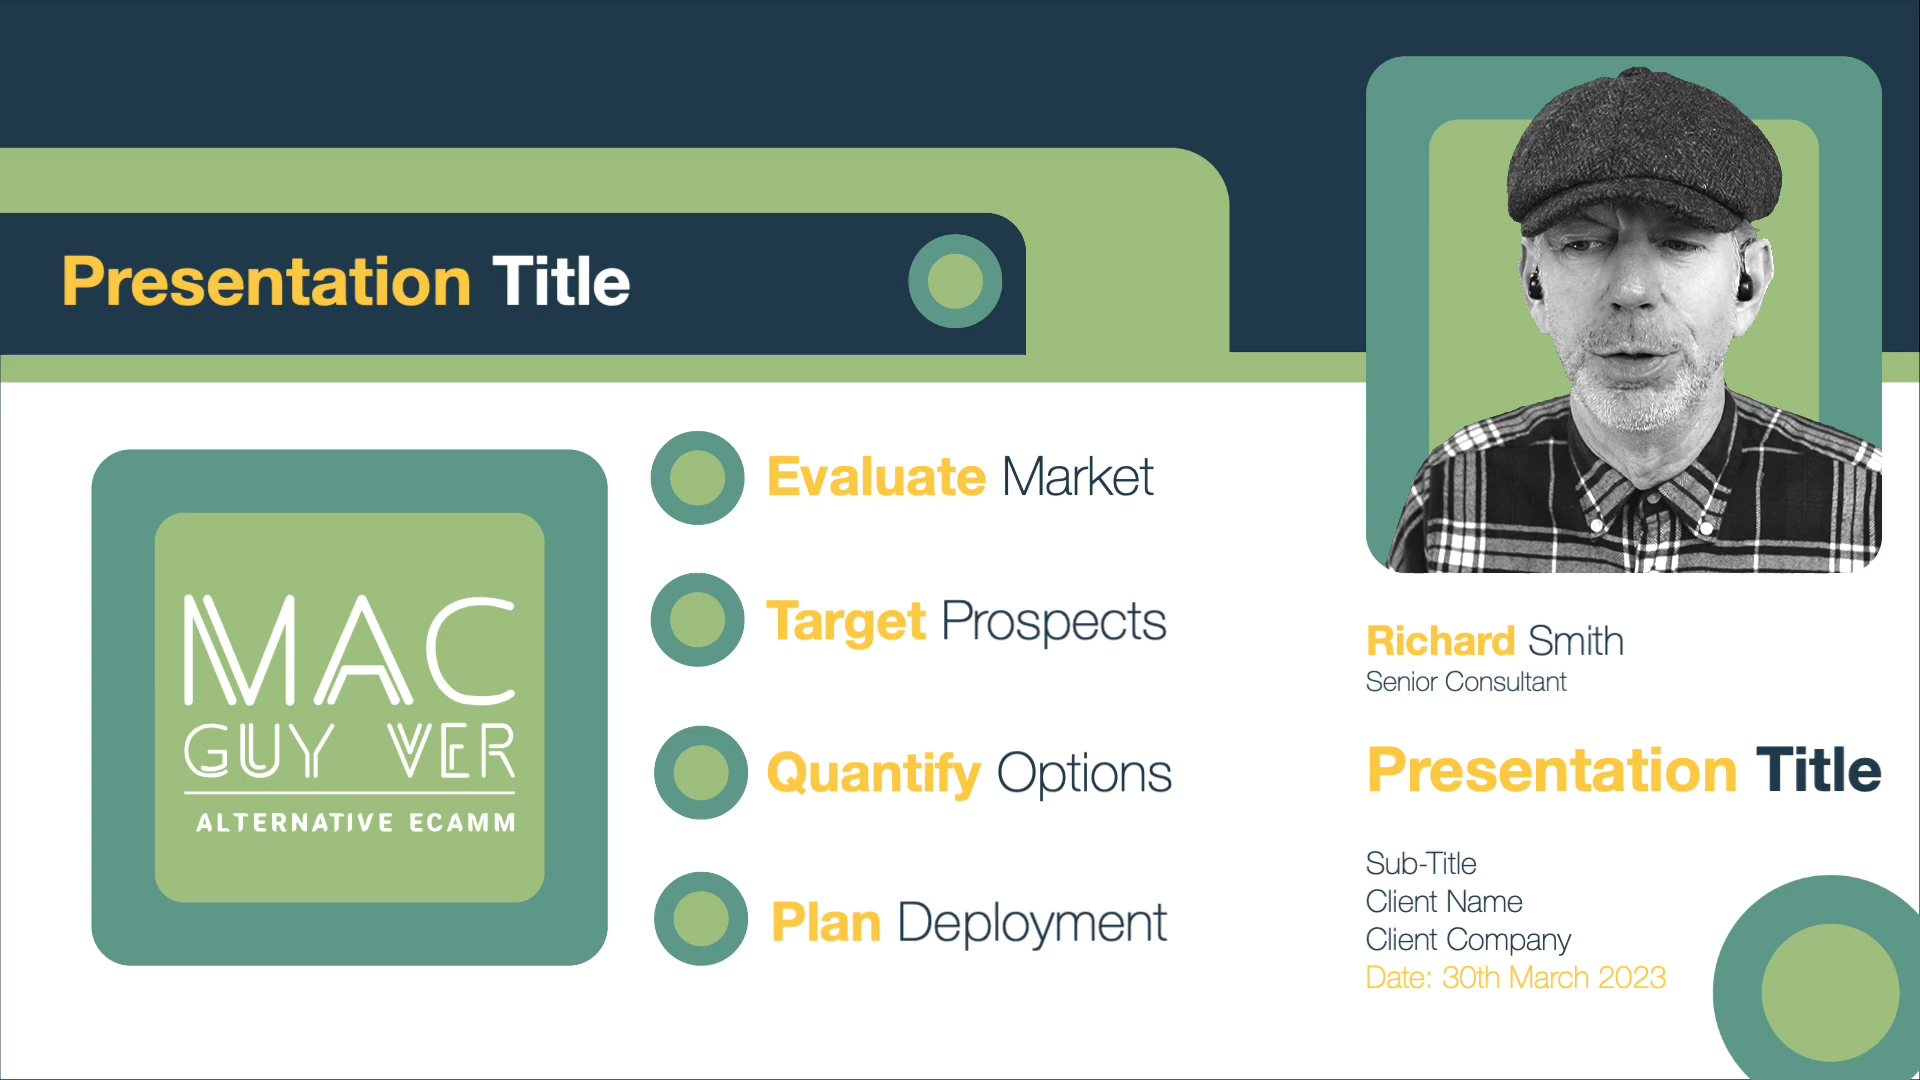 Presentation Title
MAC
GUY VER
ALTERNATIVE ECAMM
Evaluate Market
Target Prospects
Quantify Options
Plan Deployment
Richard Smith
Senior Consultant
Presentation Title
Sub-Title
Client Name
Client Company
Date: 30th March 2023